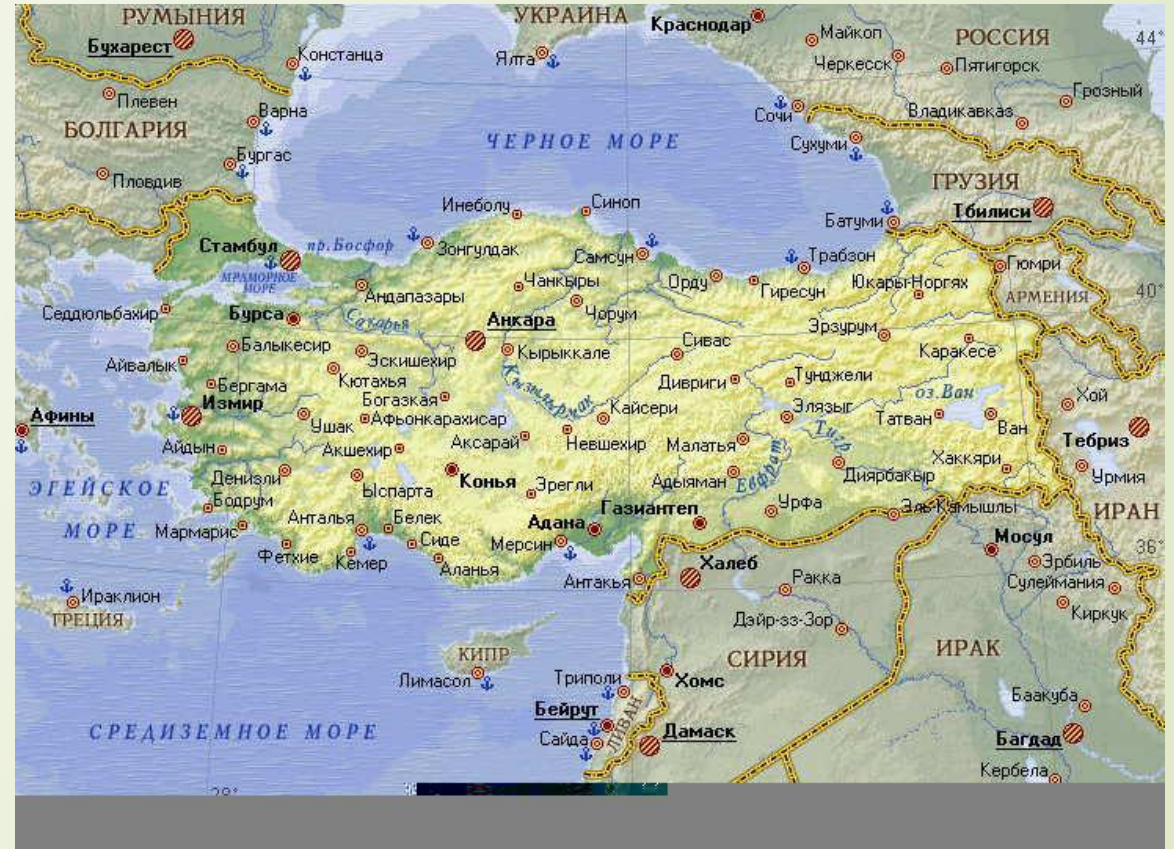 РУМЫНИЯ
УКРАИНА
Краснодар
Майкоп
РОССИЯ
44°
Бухарест
Констанца
Ялта
Черкесск
Пятигорск
Плевен
Варна
Сочи
Владикавказ
Грозный
БОЛГАРИЯ
ЧЕРНОЕ МОРЕ
Сухуми
Бургас
Пловдив
ГРУЗИЯ
Инеболу
Синоп
Батуми
Тбилиси
Стамбул
пр.Босфор
Зонгулдак
Самсун
Трабзон
Гюмри
МРАМОРНОЕ
МОРЕ
Андапазары
Чанкыры
Орду
Гиресун
Юкары-Норгях
АРМЕНИЯ
40°
Седдюльбахир
Бурса
Сакарья
Анкара
Чорум
Эрзурум
Балыкесир
Эскишехир
Кырыккале
Сивас
Каракесе
Айвалык
Кютахья
Бергама
Богазкая
Кызылырмак
Дивриги
Тунджели
оз.Ван
Хой
Измир
Афины
Ушак
Афьонкарахисар
Кайсери
Элязыг
Татван
Ван
Тебриз
Айдын
Акшехир
Аксарай
Невшехир
Малатья
Тигр
Хаккяри
Денизли
Ыспарта
Конья
Эрегли
Адыяман
Евфрат
Диярбакыр
Урмия
ЭГЕЙСКОЕ
МОРЕ
Бодрум
Мармарис
Анталья
Белек
Адана
Газиантеп
Урфа
Эль-Камышлы
ИРАН
Фетхие
Кемер
Сиде
Мерсин
Мосул
36°
Аланья
Антакья
Халеб
Ракка
Эрбиль
Сулеймания
Ираклион
ГРЕЦИЯ
Дэйр-эз-Зор
Киркук
КИПР
Лимасол
Триполи
Хомс
СИРИЯ
ИРАК
СРЕДИЗЕМНОЕ МОРЕ
Бейрут
ЛИВАН
Сайда
Дамаск
Баакуба
Багдад
Кербела